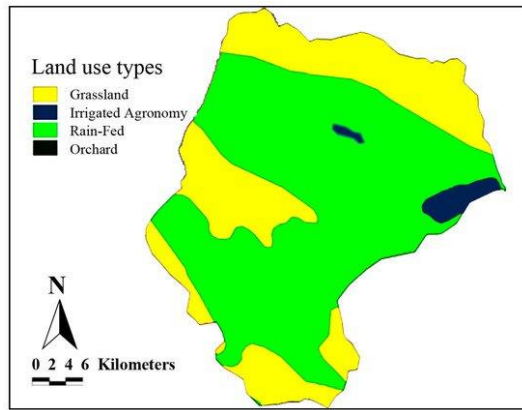 Land use types
Grassland
Irrigated Agronomy
Rain-Fed
Orchard
N
0 2 4 6 Kilometers